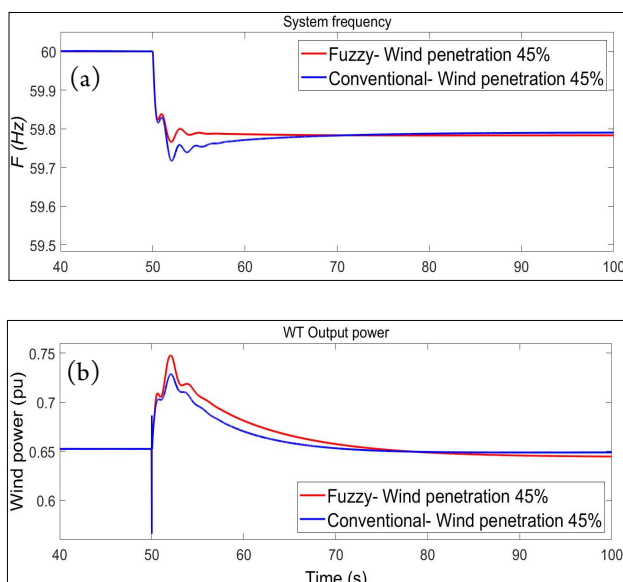 System frequency
(a)
Fuzzy- Wind penetration 45%
Conventional- Wind penetration 45%
F (Hz)
60
59.9
59.8
59.7
59.6
59.5
40 50 60 70 80 90 100
WT Output power
(b)
Wind power (pu)
0.75
0.7
0.65
0.6
Fuzzy- Wind penetration 45%
Conventional- Wind penetration 45%
40 50 60 70 80 90 100
Time (s)